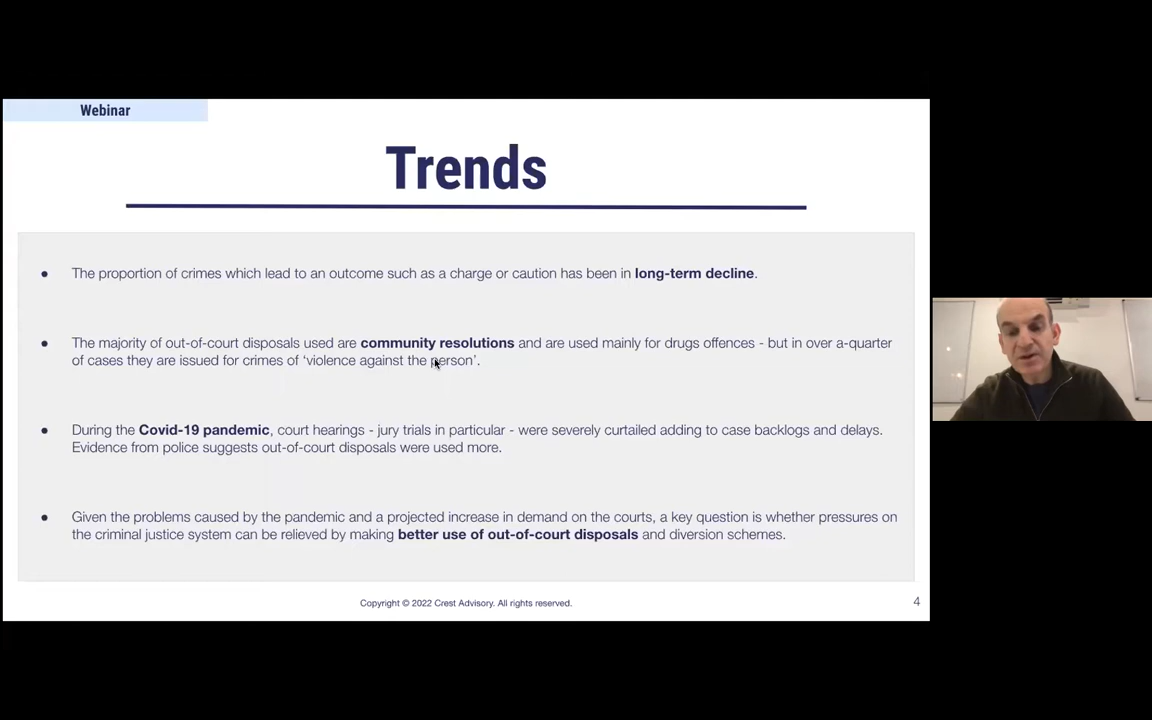 Webinar
Trends
● The proportion of crimes which lead to an outcome such as a charge or caution has been in long-term decline.
● The majority of out-of-court disposals used are community resolutions and are used mainly for drugs offences - but in over a-quarter
of cases they are issued for crimes of ‘violence against the person’.
● During the Covid-19 pandemic, court hearings - jury trials in particular - were severely curtailed adding to case backlogs and delays.
Evidence from police suggests out-of-court disposals were used more.
● Given the problems caused by the pandemic and a projected increase in demand on the courts, a key question is whether pressures on
the criminal justice system can be relieved by making better use of out-of-court disposals and diversion schemes.
Copyright © 2022 Crest Advisory. All rights reserved.
4